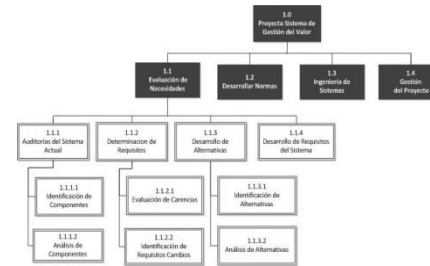 1.0
Proyecto Sistema de
Gestión del Valor
1.1
Evaluación de
Necesidades
1.2
Desarrollar Normas
1.3
Ingeniería de
Sistemas
1.4
Gestión
del Proyecto
1.1.1
Auditorías del Sistema
Actual
1.1.2
Determinacion de
Requisitos
1.1.3
Desarrollo de
Alternativas
1.1.4
Desarrollo de Requisitos
del Sistema
1.1.1.1
Identificación de
Componentes
1.1.2.1
Evaluación de Carencias
1.1.3.1
Identificación de
Alternativas
1.1.1.2
Análisis de
Componentes
1.1.2.2
Identificación de
Requisitos Cambios
1.1.3.2
Análisis de Alternativas